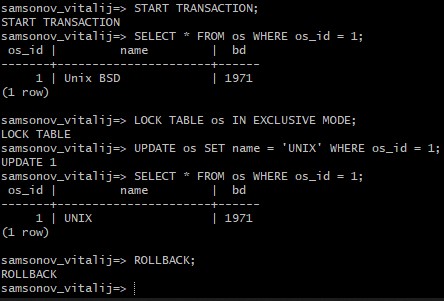 samsonov_vitalij=> START TRANSACTION;
START TRANSACTION
samsonov_vitalij=> SELECT * FROM os WHERE os_id = 1;
 os_id |         name         |  bd
-------+----------------------+------
     1 | Unix BSD             | 1971
(1 row)

samsonov_vitalij=> LOCK TABLE os IN EXCLUSIVE MODE;
LOCK TABLE
samsonov_vitalij=> UPDATE os SET name = 'UNIX' WHERE os_id = 1;
UPDATE 1
samsonov_vitalij=> SELECT * FROM os WHERE os_id = 1;
 os_id |         name         |  bd
-------+----------------------+------
     1 | UNIX                 | 1971
(1 row)

samsonov_vitalij=> ROLLBACK;
ROLLBACK
samsonov_vitalij=>